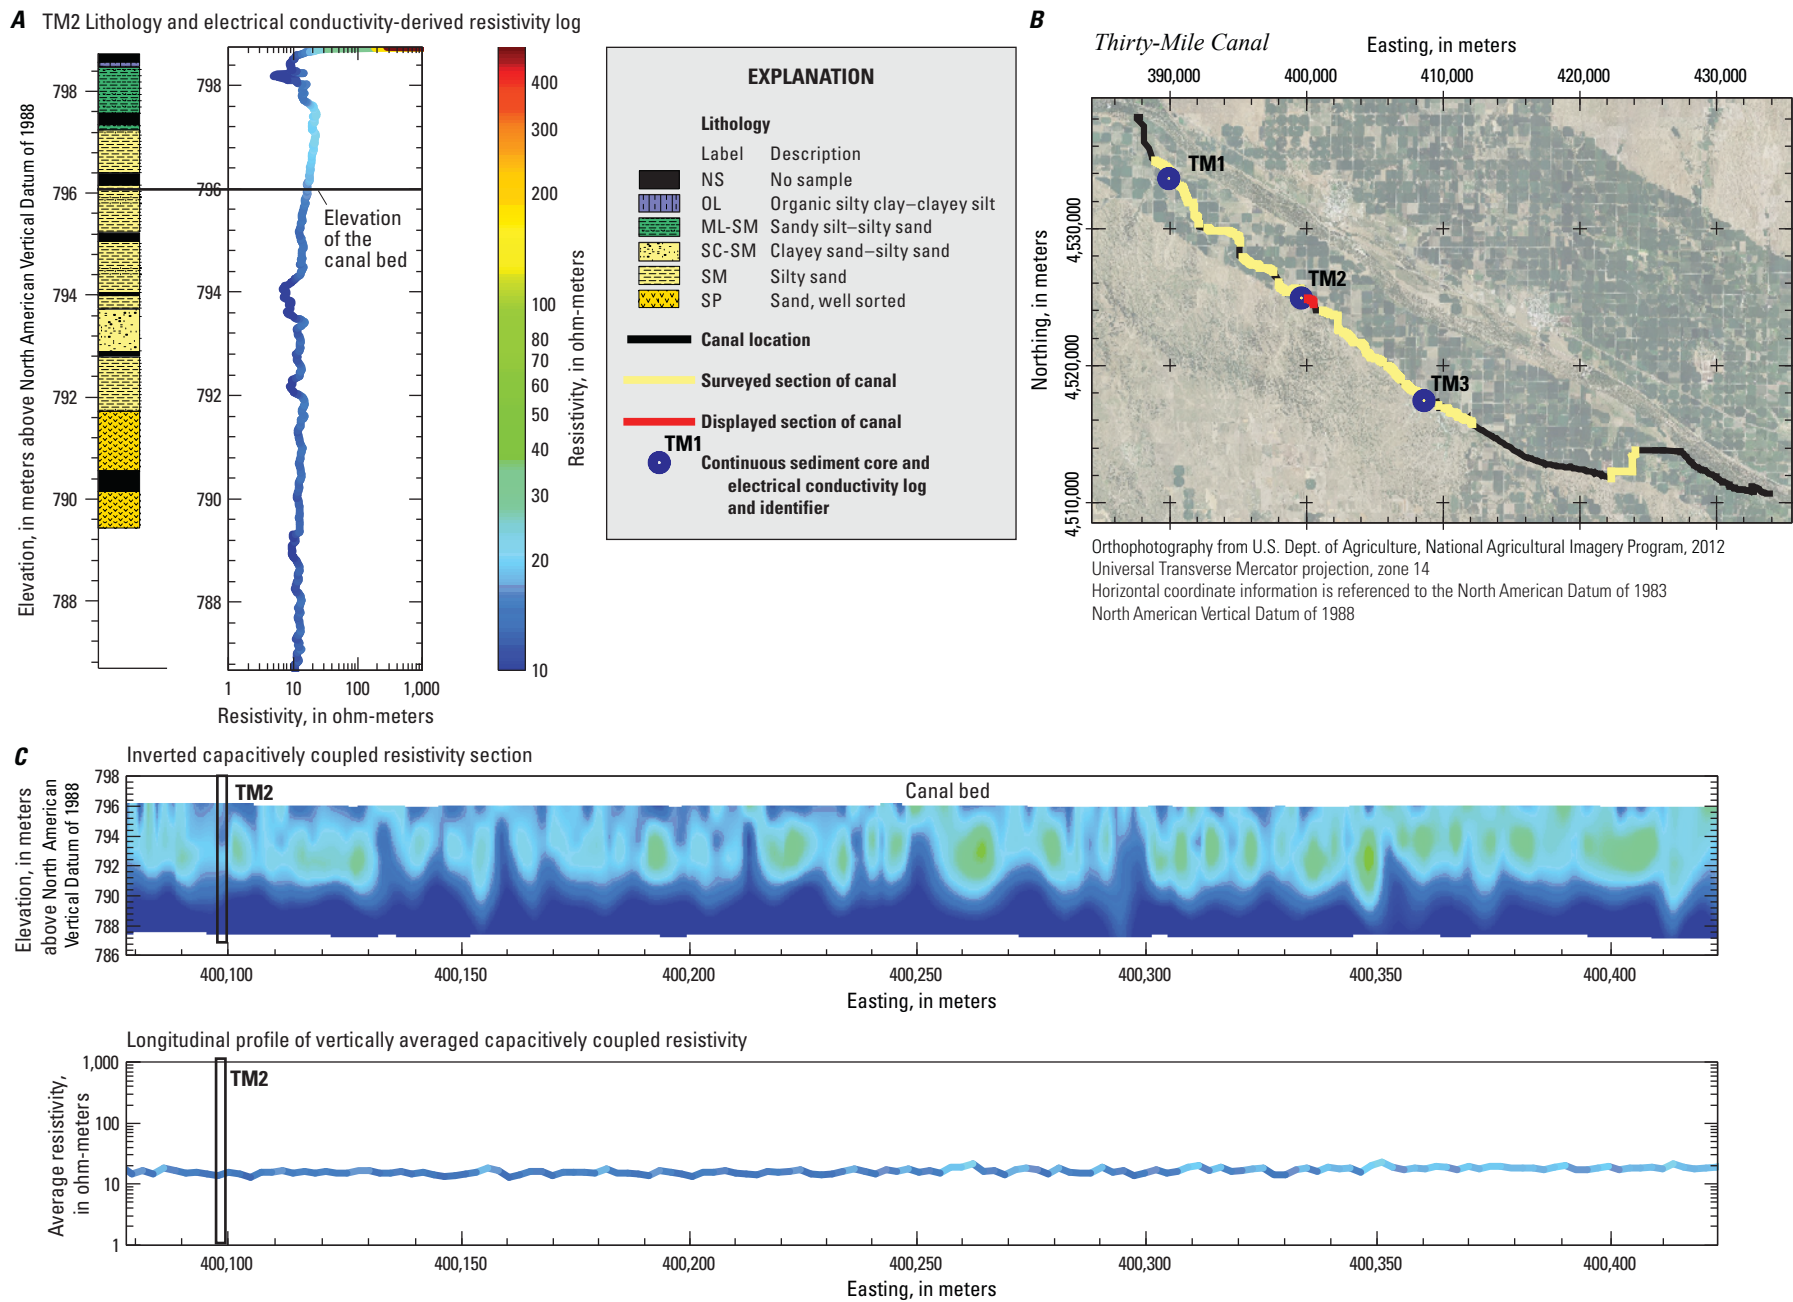 A TM2 Lithology and electrical conductivity-derived resistivity log
Elevation, in meters above North American Vertical Datum of 1988
798
796
794
792
790
788
798
796
794
792
790
788
Elevation
of the
canal bed
1 10 100 1,000
Resistivity, in ohm-meters
Resistivity, in ohm-meters
400
300
200
100
80
70
60
50
40
30
20
10
EXPLANATION
Lithology
Label Description
NS No sample
OL Organic silty clay–clayey silt
ML-SM Sandy silt–silty sand
SC-SM Clayey sand–silty sand
SM Silty sand
SP Sand, well sorted
Canal location
Surveyed section of canal
Displayed section of canal
TM1
Continuous sediment core and
electrical conductivity log
and identifier
B
Thirty-Mile Canal
Easting, in meters
390,000 400,000 410,000 420,000 430,000
Northing, in meters
4,530,000
4,520,000
4,510,000
TM1
TM2
TM3
Orthophotography from U.S. Dept. of Agriculture, National Agricultural Imagery Program, 2012
Universal Transverse Mercator projection, zone 14
Horizontal coordinate information is referenced to the North American Datum of 1983
North American Vertical Datum of 1988
C Inverted capacitively coupled resistivity section
Elevation, in meters
above North American
Vertical Datum of 1988
798
796
794
792
790
788
786
TM2
Canal bed
400,100 400,150 400,200 400,250 400,300 400,350 400,400
Easting, in meters
Longitudinal profile of vertically averaged capacitively coupled resistivity
Average resistivity,
in ohm-meters
1,000
100
10
1
TM2
400,100 400,150 400,200 400,250 400,300 400,350 400,400
Easting, in meters